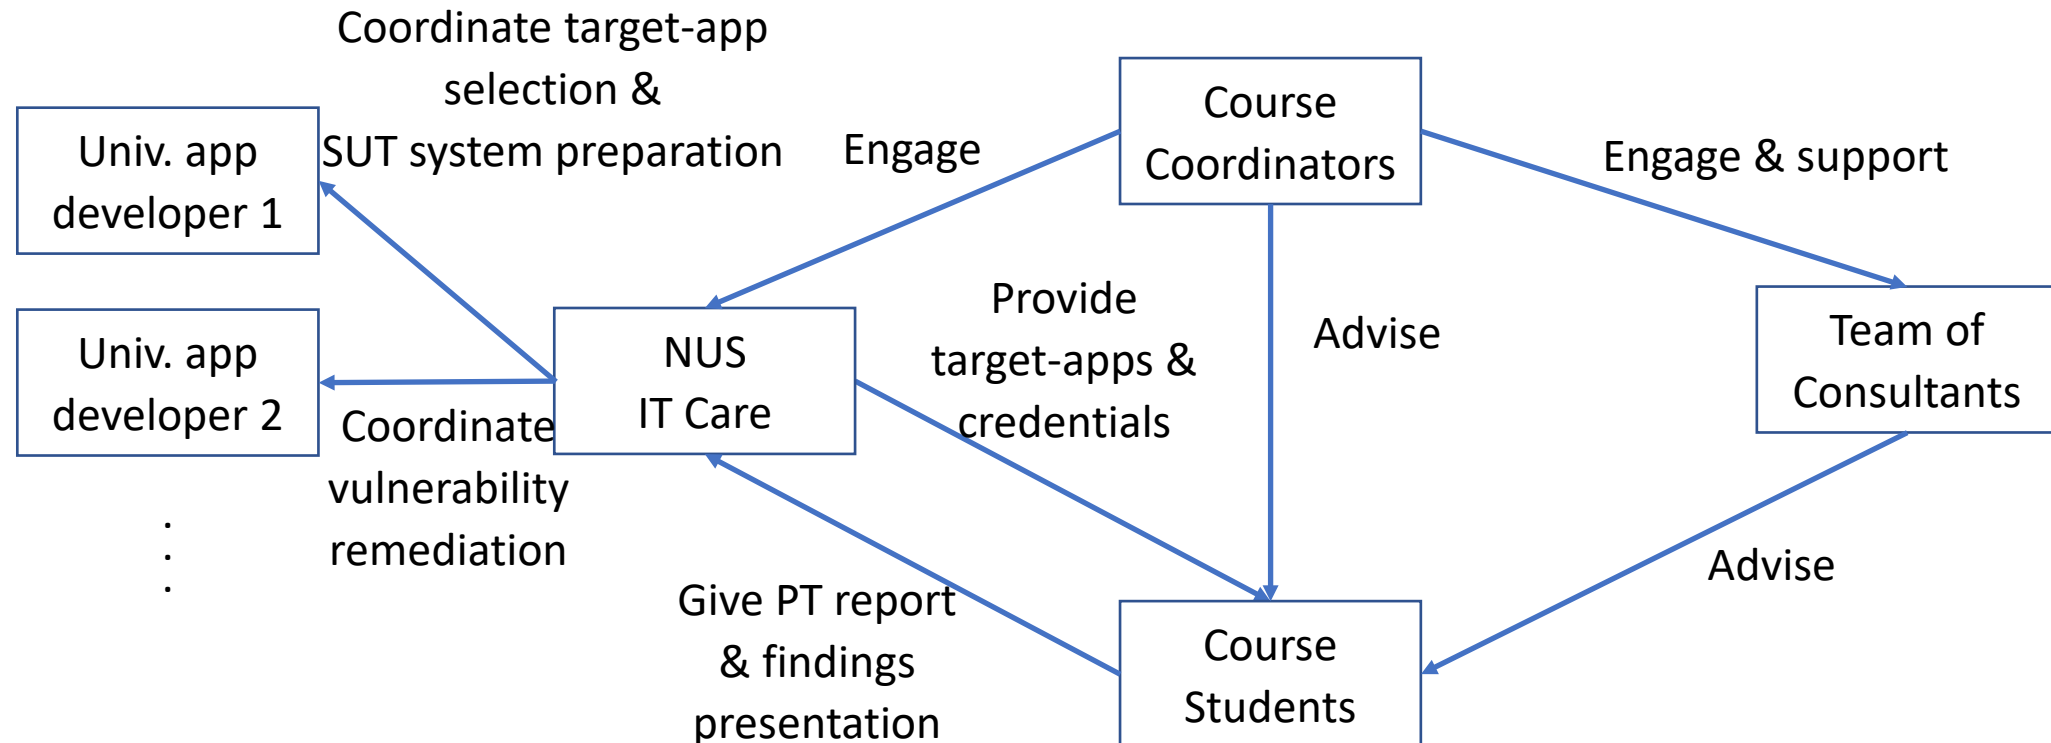 Coordinate target-app
selection &
SUT system preparation
Univ. app
developer 1
Engage
Course
Coordinators
Engage & support
Univ. app
developer 2
NUS
IT Care
Provide
target-apps &
credentials
Advise
Team of
Consultants
Coordinate
vulnerability
remediation
.
.
.
Give PT report
& findings
presentation
Course
Students
Advise